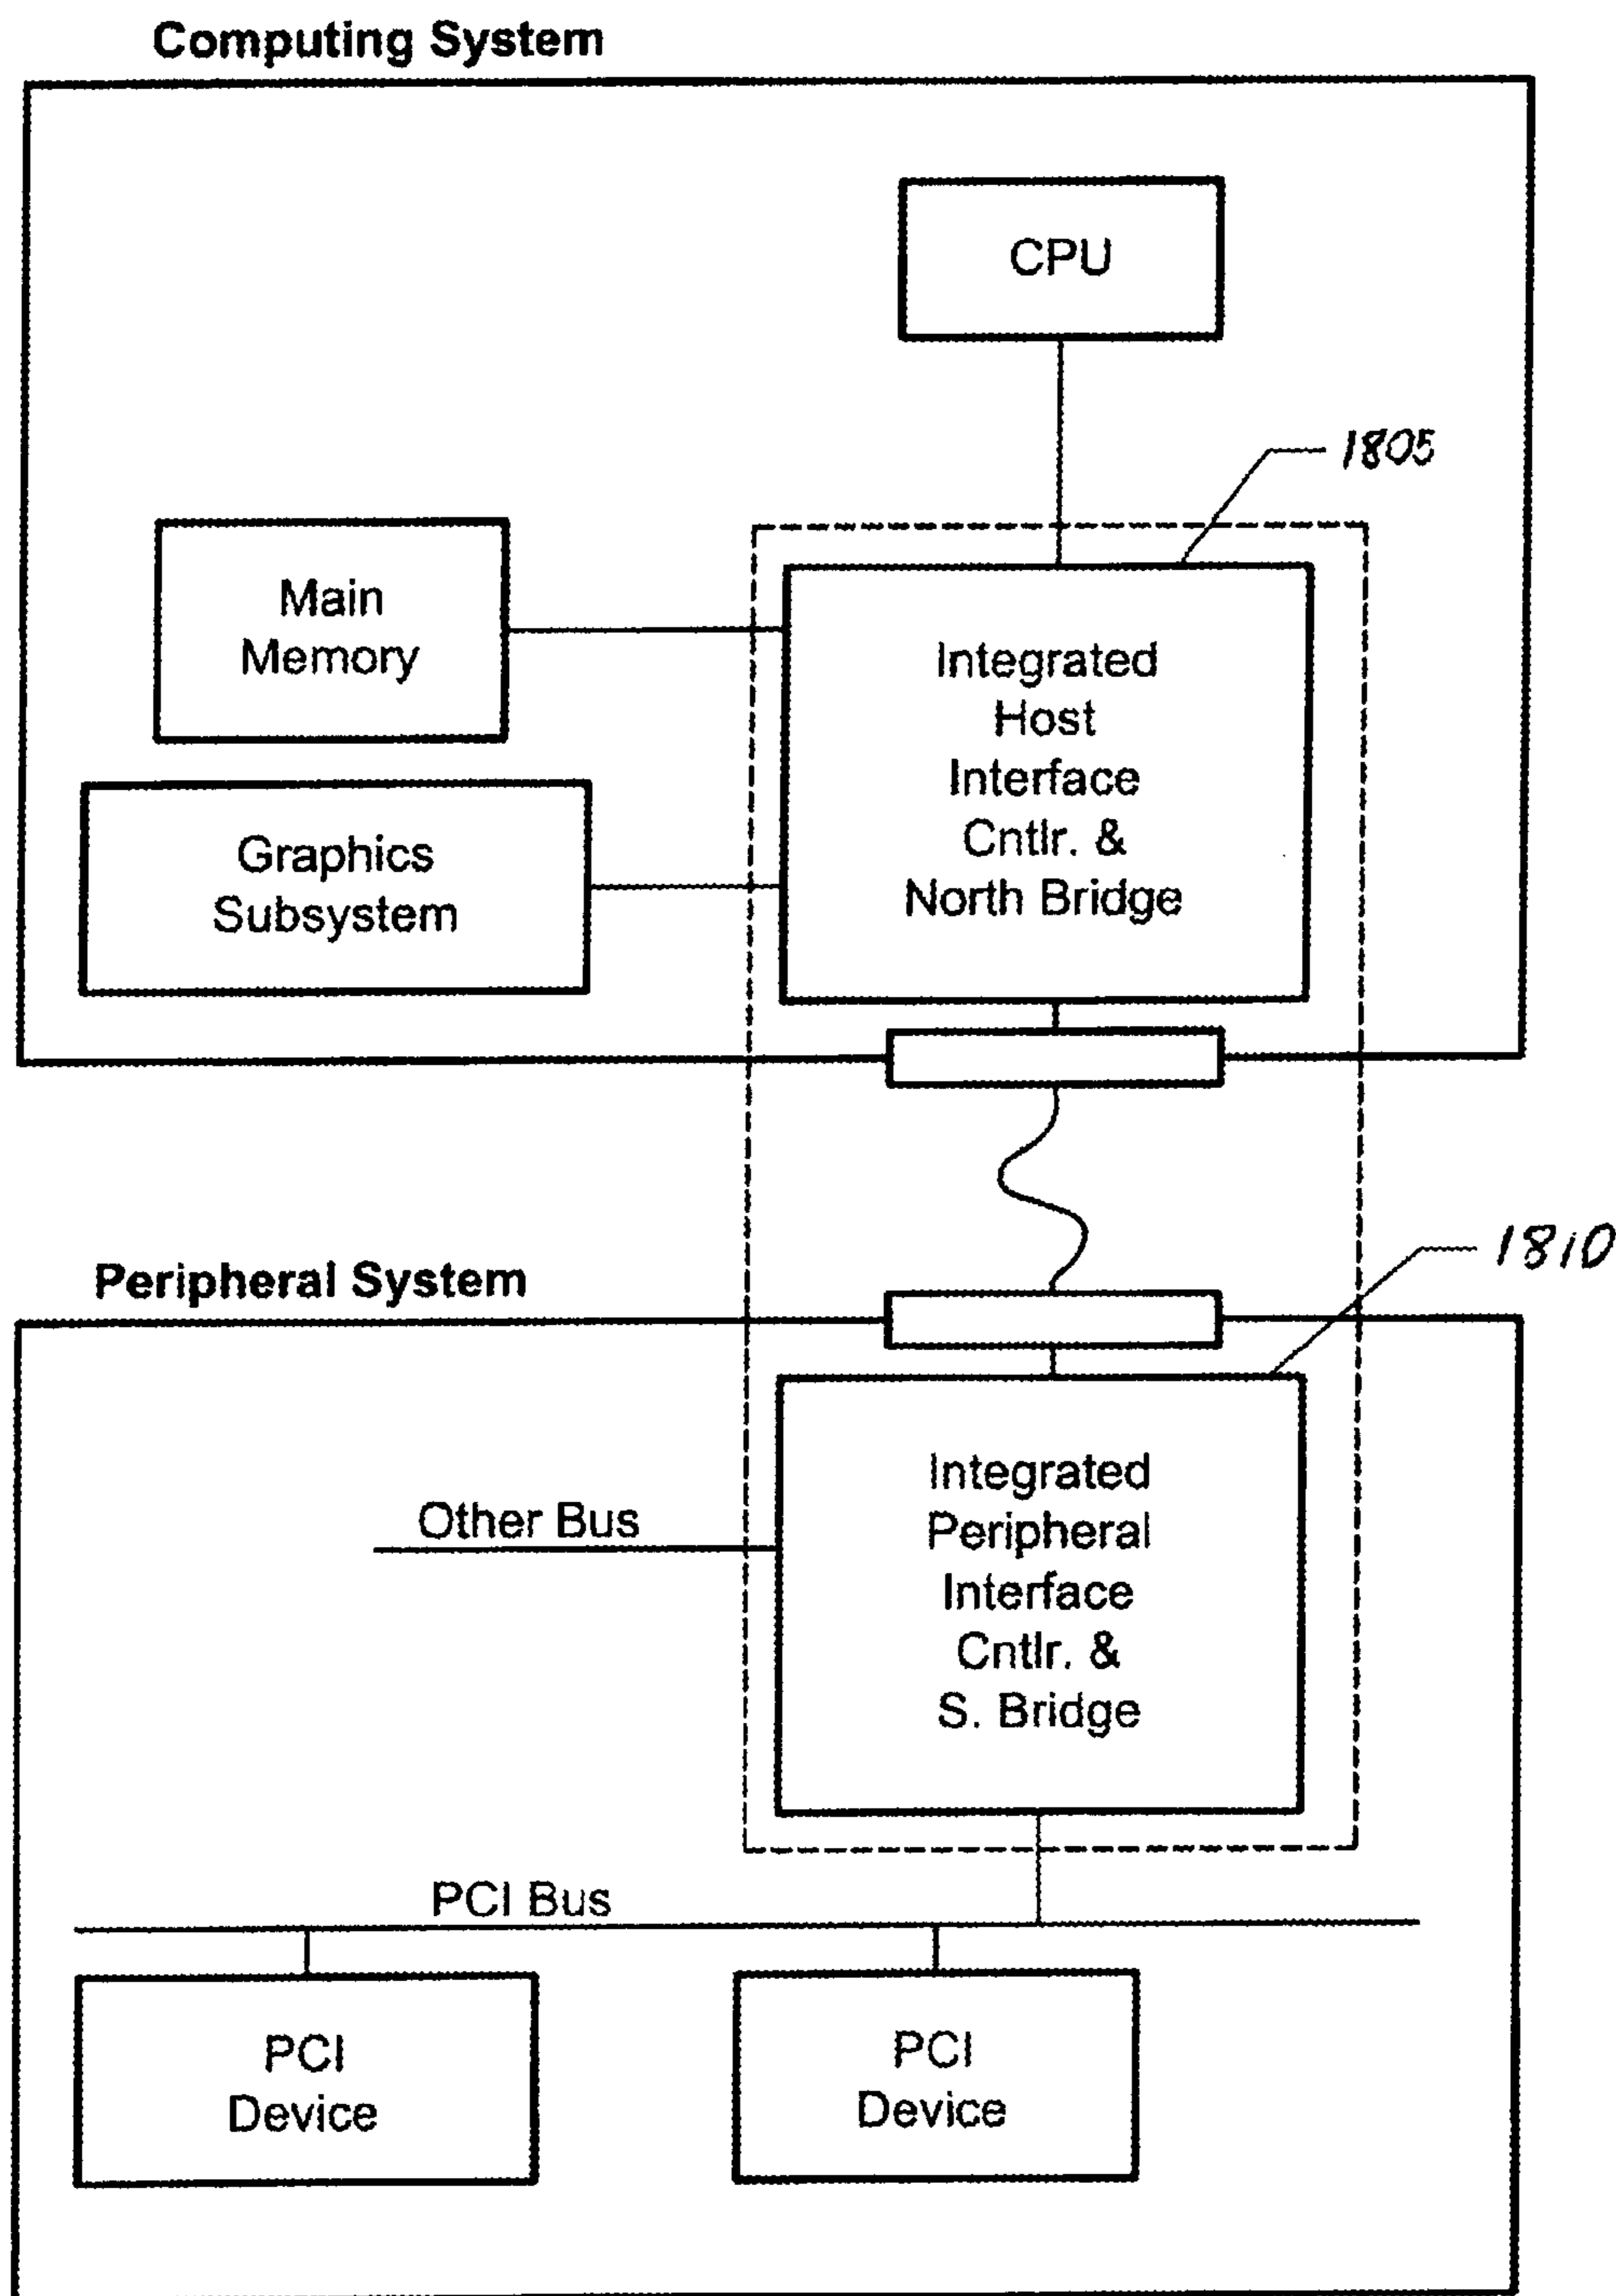 Computing System
CPU
1805
Main
Memory
Integrated
Host
Interface
Cntlr. &
North Bridge
Graphics
Subsystem
1810
Peripheral System
Integrated
Peripheral
Interface
Cntlr. &
S. Bridge
Other Bus
PCI Bus
PCI
Device
PCI
Device